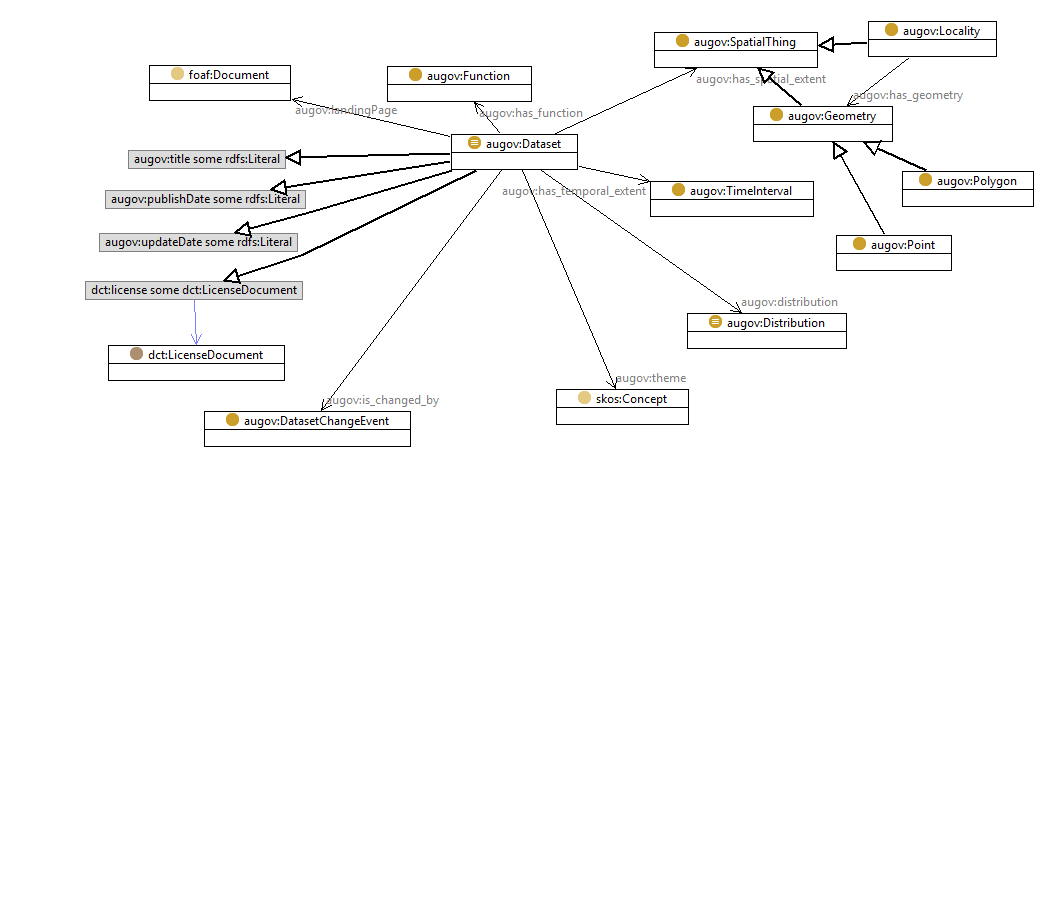 augov:Locality
augov:SpatialThing
foaf:Document
augov:Function
augov:has_spatial_extent
augov:has_geometry
augov:landingPage
augov:has_function
augov:Geometry
augov:Dataset
augov:title some rdfs:Literal
augov:has_temporal_extent
augov:TimeInterval
augov:Polygon
augov:publishDate some rdfs:Literal
augov:updateDate some rdfs:Literal
augov:Point
dct:license some dct:LicenseDocument
augov:distribution
augov:Distribution
dct:LicenseDocument
augov:theme
augov:is_changed_by
skos:Concept
augov:DatasetChangeEvent